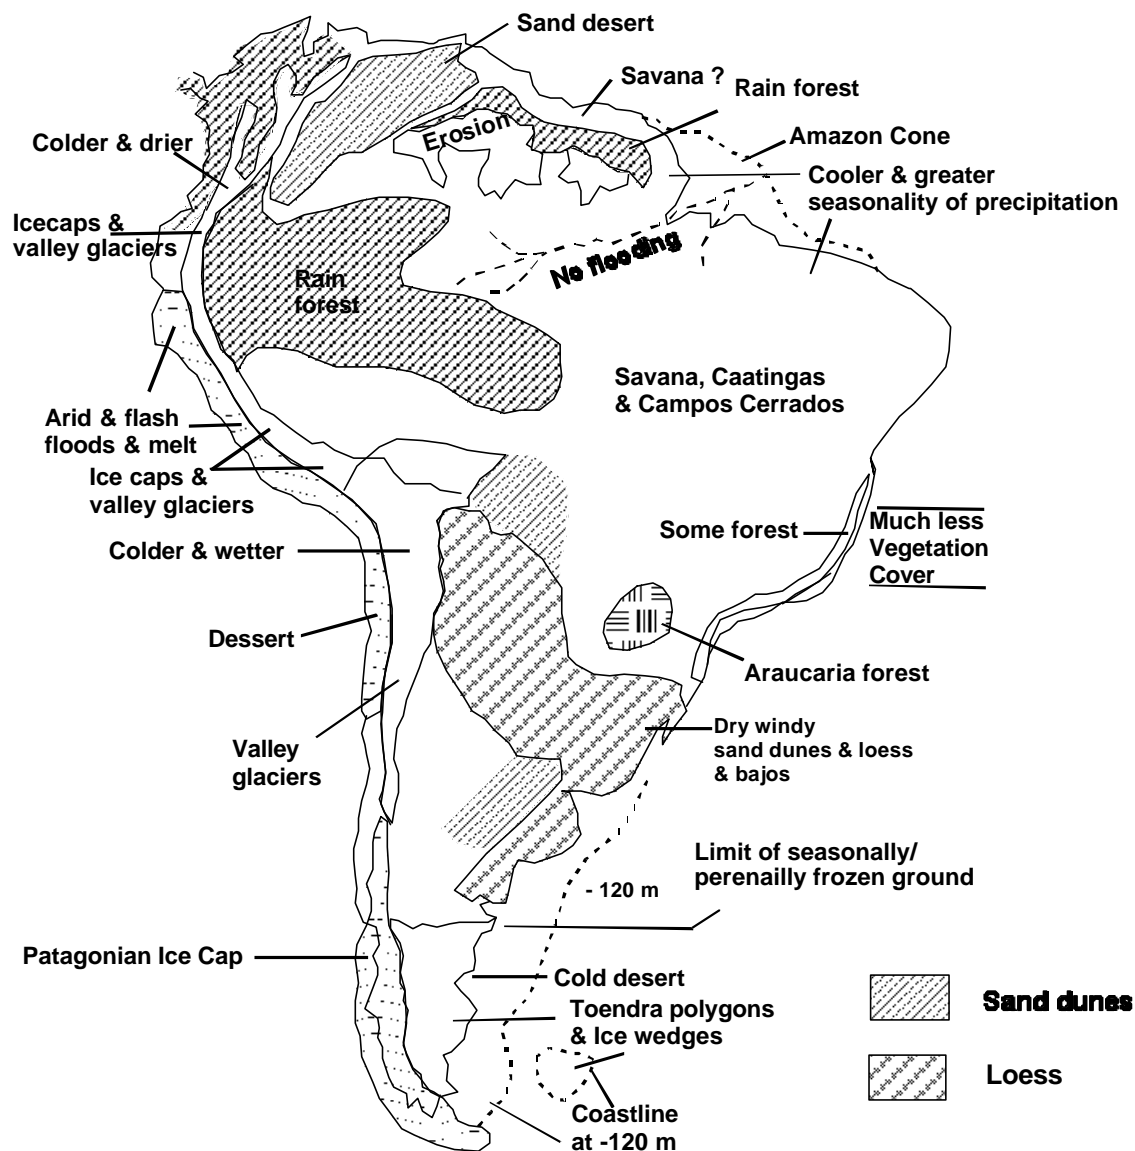 Sand desert
Savana ?
Rain forest
Erosion
Amazon Cone
Colder & drier
Cooler & greater
seasonality of precipitation
Icecaps &
valley glaciers
No flooding
Rain
forest
Savana, Caatingas
& Campos Cerrados
Arid & flash
floods & melt
Ice caps &
valley glaciers
Some forest
Much less
Vegetation
Cover
Colder & wetter
Dessert
Araucaria forest
Dry windy
sand dunes & loess
& bajos
Valley
glaciers
Limit of seasonally/
perenailly frozen ground
- 120 m
Patagonian Ice Cap
Cold desert
Toendra polygons
& Ice wedges
Sand dunes
Loess
Coastline
at -120 m